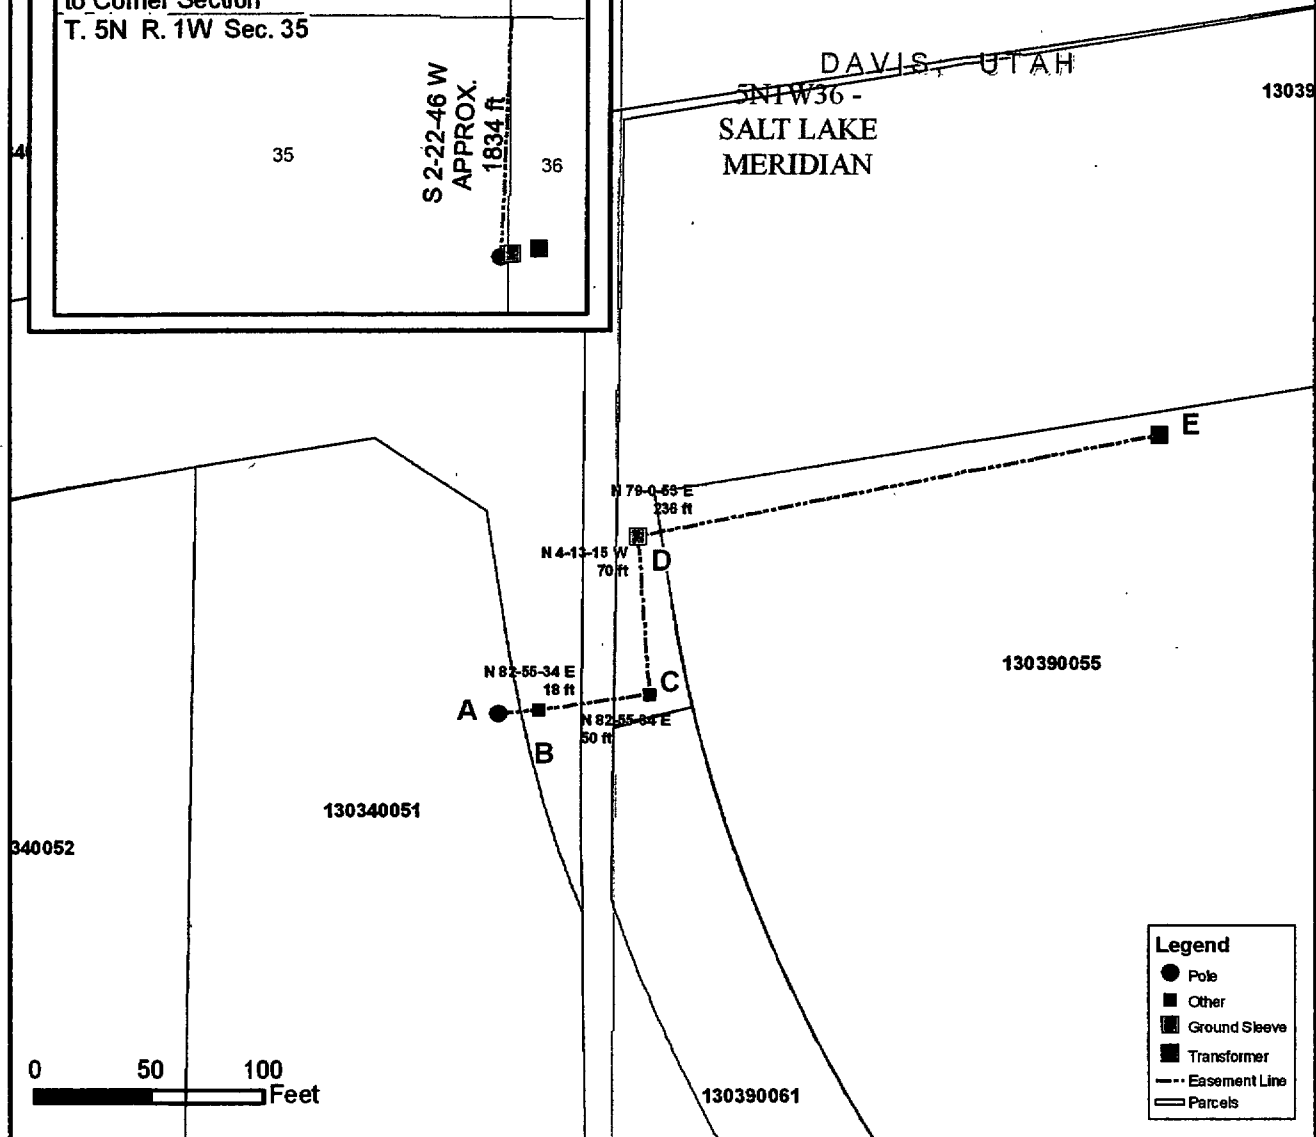 to Corner Section
T. 5N R. 1W Sec. 35
S 2-22-46 W
APPROX.
1834 ft
35
36
DAVIS, UTAH
5N1W36 -
SALT LAKE
MERIDIAN
13039
E
N 79-0-53 E
236 ft
N 4-13-15 W
70 ft
D
N 82-55-34 E
18 ft
C
A
N 82-55-34 E
50 ft
B
130390055
130340051
340052
130390061
0 50 100
Feet
Legend
Pole
Other
Ground Sleeve
Transformer
Easement Line
Parcels